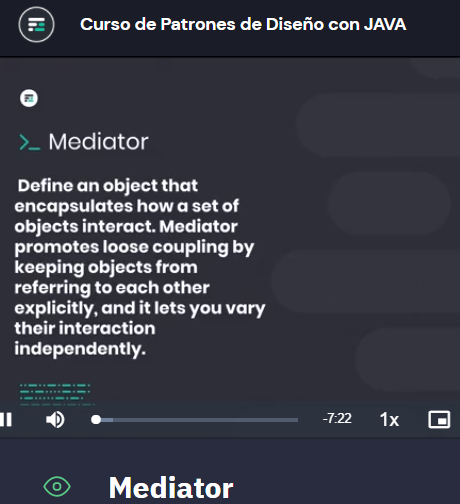 Curso de Patrones de Diseño con JAVA
>_ Mediator
Define an object that
encapsulates how a set of
objects interact. Mediator
promotes loose coupling by
keeping objects from
referring to each other
explicitly, and it lets you vary
their interaction
independently.
-7:22 1x
Mediator